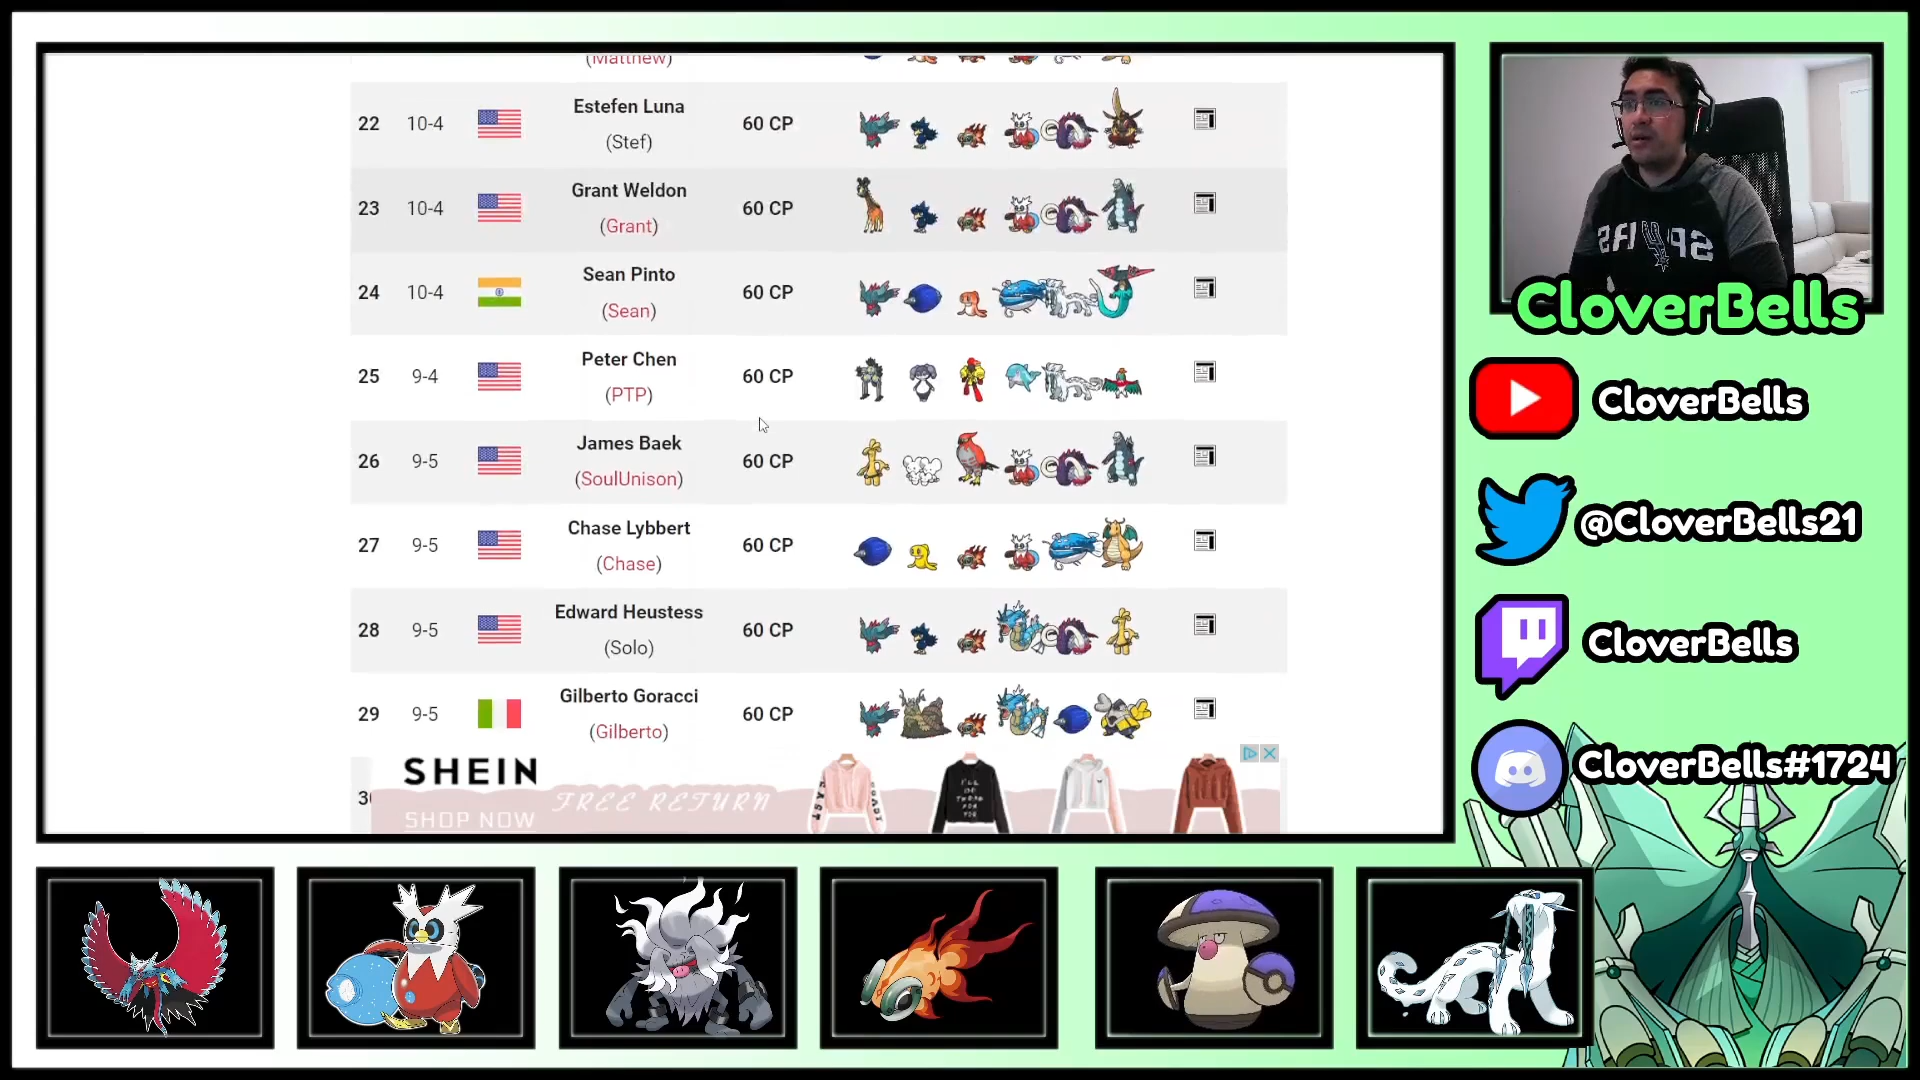 (Matthew)
22 10-4 Estefen Luna (Stef) 60 CP
23 10-4 Grant Weldon (Grant) 60 CP
24 10-4 Sean Pinto (Sean) 60 CP
25 9-4 Peter Chen (PTP) 60 CP
26 9-5 James Baek (SoulUnison) 60 CP
27 9-5 Chase Lybbert (Chase) 60 CP
28 9-5 Edward Heustess (Solo) 60 CP
29 9-5 Gilberto Goracci (Gilberto) 60 CP
SHEIN
FREE RETURN
SHOP NOW
SPURS
CloverBells
CloverBells
@CloverBells21
CloverBells
CloverBells#1724